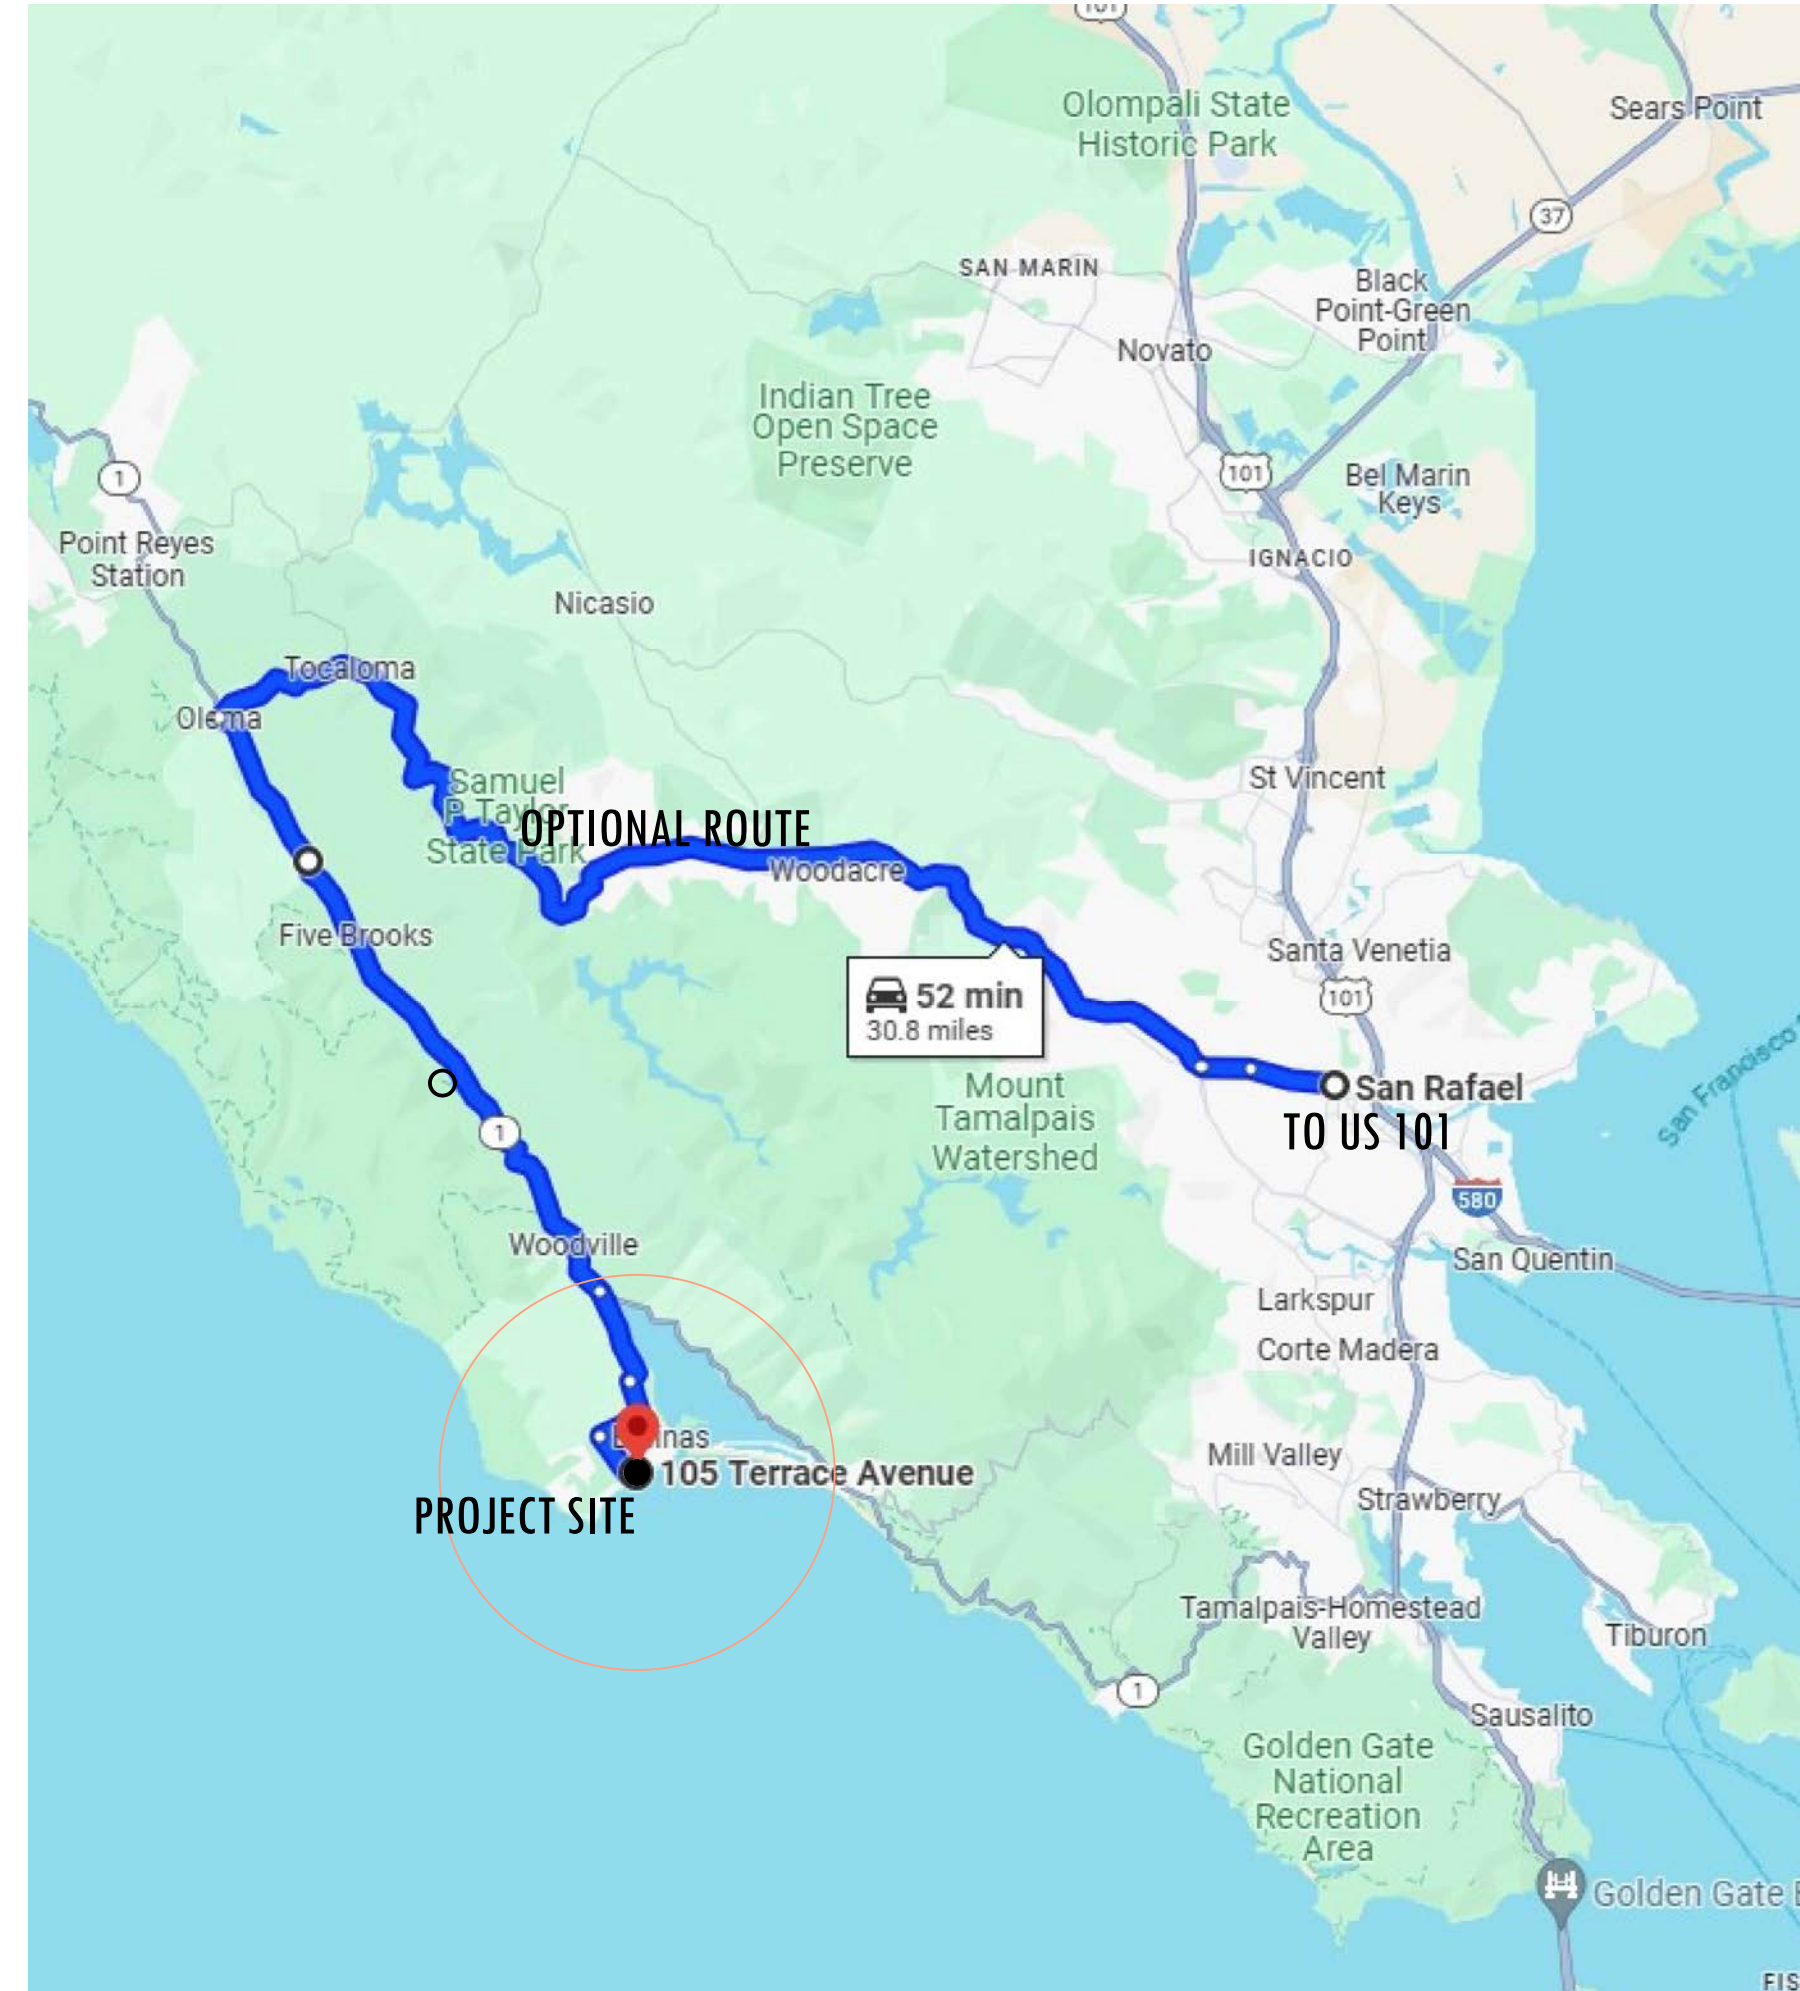 101
Olompali State
Historic Park
Sears Point
37
SAN MARIN
Black
Point-Green
Point
Novato
Indian Tree
Open Space
Preserve
101
Bel Marin
Keys
1
Point Reyes
Station
IGNACIO
Nicasio
Tocaloma
Olema
Samuel
P Taylor
State Park
OPTIONAL ROUTE
St Vincent
Woodacre
Five Brooks
Santa Venetia
52 min
30.8 miles
101
San Francisco
Mount
Tamalpais
Watershed
San Rafael
TO US 101
1
580
Woodville
San Quentin
Larkspur
Corte Madera
Bolinas
105 Terrace Avenue
PROJECT SITE
Mill Valley
Strawberry
Tamalpais-Homestead
Valley
Tiburon
1
Sausalito
Golden Gate
National
Recreation
Area
Golden Gate
FIS